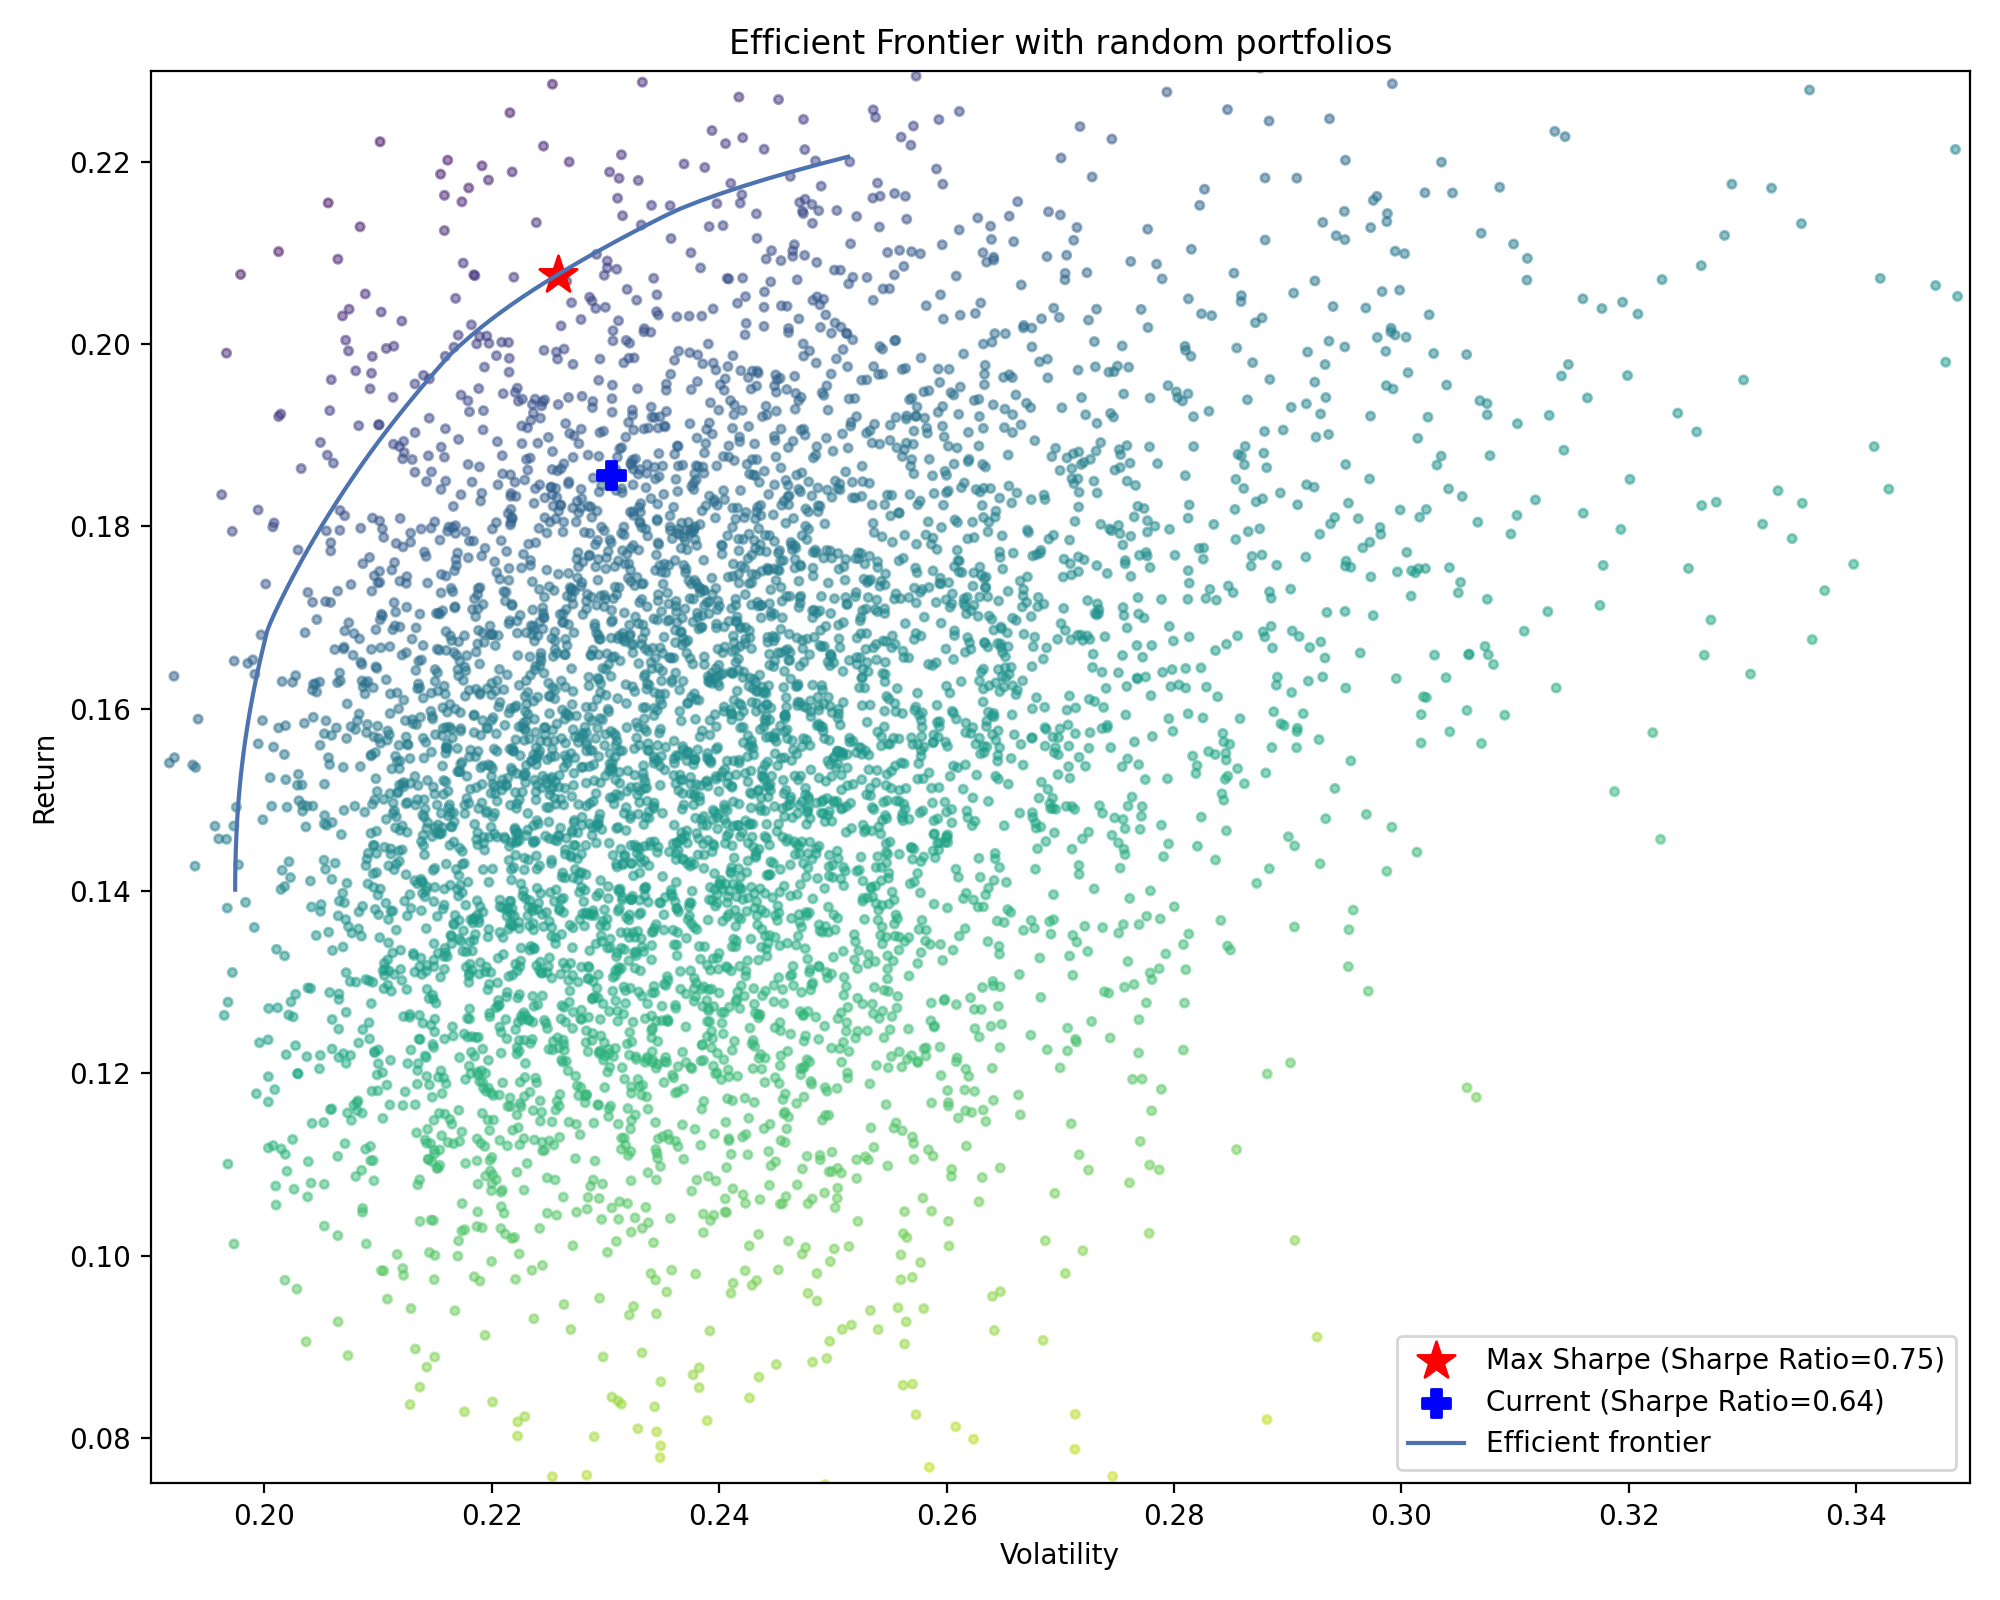 Efficient Frontier with random portfolios
0.22
0.20
0.18
0.16
0.14
0.12
0.10
0.08
Return
Max Sharpe (Sharpe Ratio=0.75)
Current (Sharpe Ratio=0.64)
Efficient frontier
0.20 0.22 0.24 0.26 0.28 0.30 0.32 0.34
Volatility